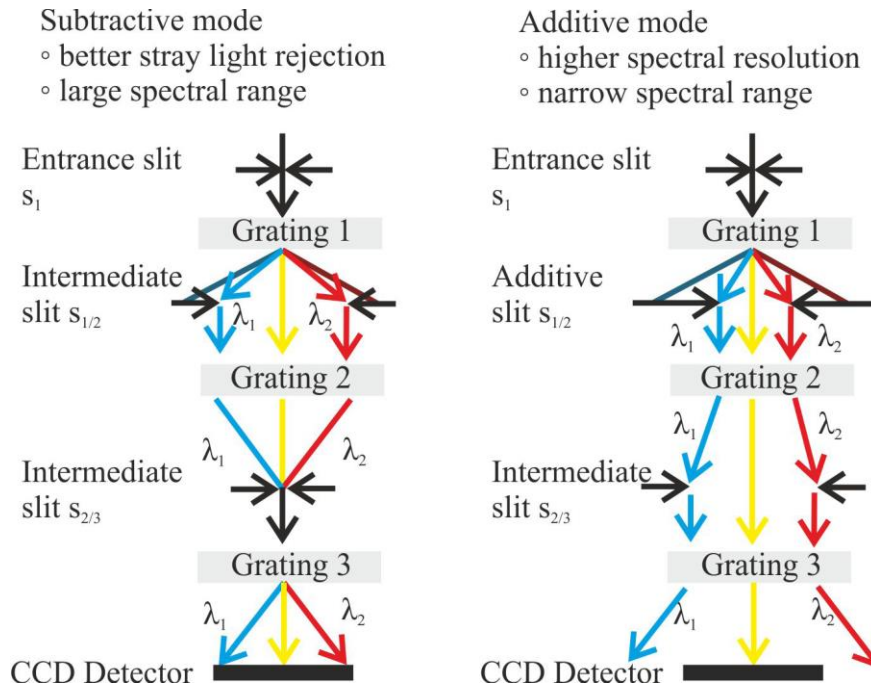 Subtractive mode
◦ better stray light rejection
◦ large spectral range
Entrance slit
s₁
Grating 1
Intermediate
slit s₁/₂
λ₁
λ₂
Grating 2
λ₁
λ₂
Intermediate
slit s₂/₃
Grating 3
λ₁
λ₂
CCD Detector
Additive mode
◦ higher spectral resolution
◦ narrow spectral range
Entrance slit
s₁
Grating 1
Additive
slit s₁/₂
λ₁
λ₂
Grating 2
λ₁
λ₂
Intermediate
slit s₂/₃
Grating 3
λ₁
λ₂
CCD Detector